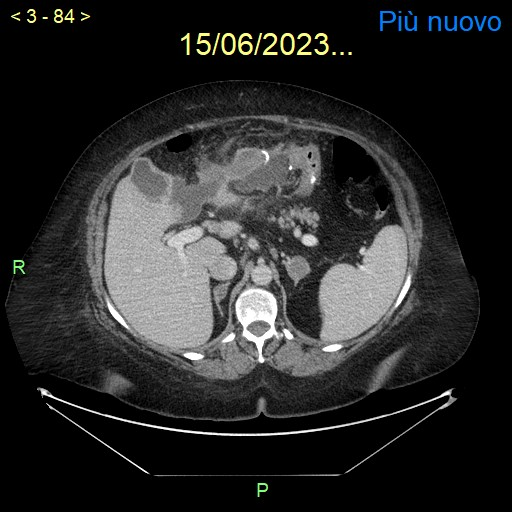 < 3 - 84 >
Più nuovo
15/06/2023...
R
P